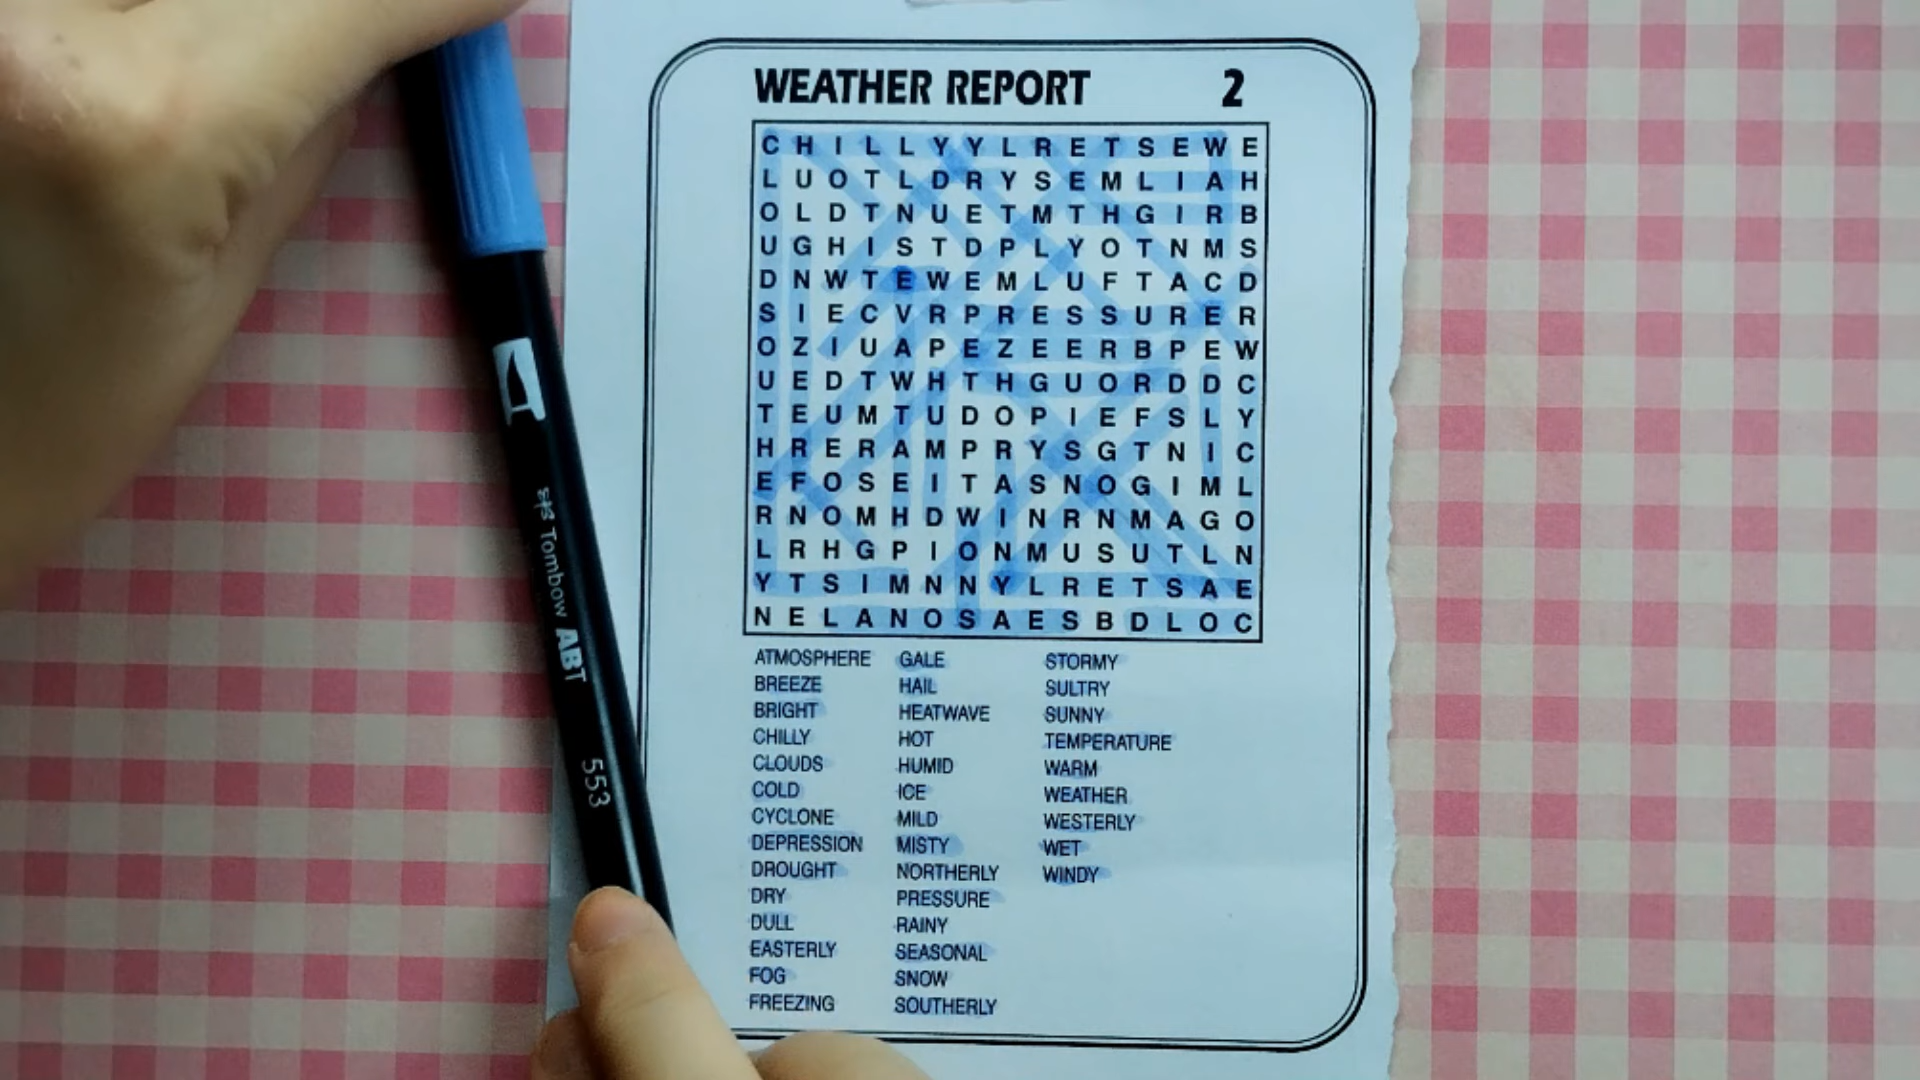 WEATHER REPORT 2
C H I L L Y Y L R E T S E W E
L U O T L D R Y S E M L I A H
O L D T N U E T M T H G I R B
U G H I S T D P L Y O T N M S
D N W T E W E M L U F T A C D
S I E C V R P R E S S U R E R
O Z I U A P E Z E E R B P E W
U E D T W H T H G U O R D D C
T E U M T U D O P I E F S L Y
H R E R A M P R Y S G T N I C
E F O S E I T A S N O G I M L
R N O M H D W I N R N M A G O
L R H G P I O N M U S U T L N
Y T S I M N N Y L R E T S A E
N E L A N O S A E S B D L O C
ATMOSPHERE GALE STORMY
BREEZE HAIL SULTRY
BRIGHT HEATWAVE SUNNY
CHILLY HOT TEMPERATURE
CLOUDS HUMID WARM
COLD ICE WEATHER
CYCLONE MILD WESTERLY
DEPRESSION MISTY WET
DROUGHT NORTHERLY WINDY
DRY PRESSURE
DULL RAINY
EASTERLY SEASONAL
FOG SNOW
FREEZING SOUTHERLY
Tombow ABT
553